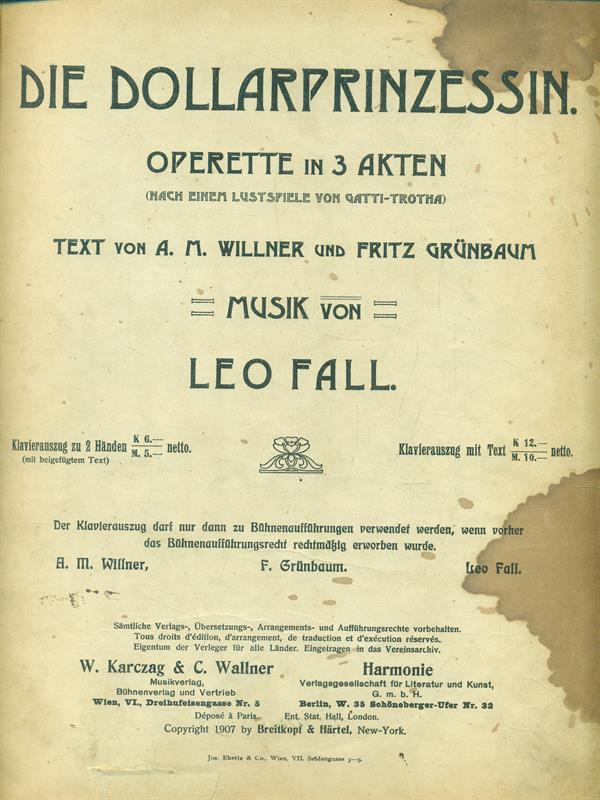 DIE DOLLARPRINZESSIN.
OPERETTE IN 3 AKTEN
(NACH EINEM LUSTSPIELE VON GATTI-TROTHA)
TEXT VON A. M. WILLNER UND FRITZ GRÜNBAUM
MUSIK VON
LEO FALL.
Klavierauszug zu 2 Händen K 6.— M. 5.— netto.
(mit beigefügtem Text)
Klavierauszug mit Text K 12.— M. 10.— netto.
Der Klavierauszug darf nur dann zu Bühnenaufführungen verwendet werden, wenn vorher
das Bühnenaufführungsrecht rechtmäßig erworben wurde.
A. M. Willner, F. Grünbaum. Leo Fall.
Sämtliche Verlags-, Übersetzungs-, Arrangements- und Aufführungsrechte vorbehalten.
Tous droits d'édition, d'arrangement, de traduction et d'exécution réservés.
Eigentum der Verleger für alle Länder. Eingetragen in das Vereinsarchiv.
W. Karczag & C. Wallner
Musikverlag,
Bühnenverlag und Vertrieb
Wien, VI., Dreihufeisengasse Nr. 5
Harmonie
Verlagsgesellschaft für Literatur und Kunst,
G. m. b. H.
Berlin, W. 35 Schöneberger-Ufer Nr. 32
Déposé à Paris. Ent. Stat. Hall, London.
Copyright 1907 by Breitkopf & Härtel, New-York.
Jos. Eberle & Co., Wien, VII. Seidengasse 3–9.